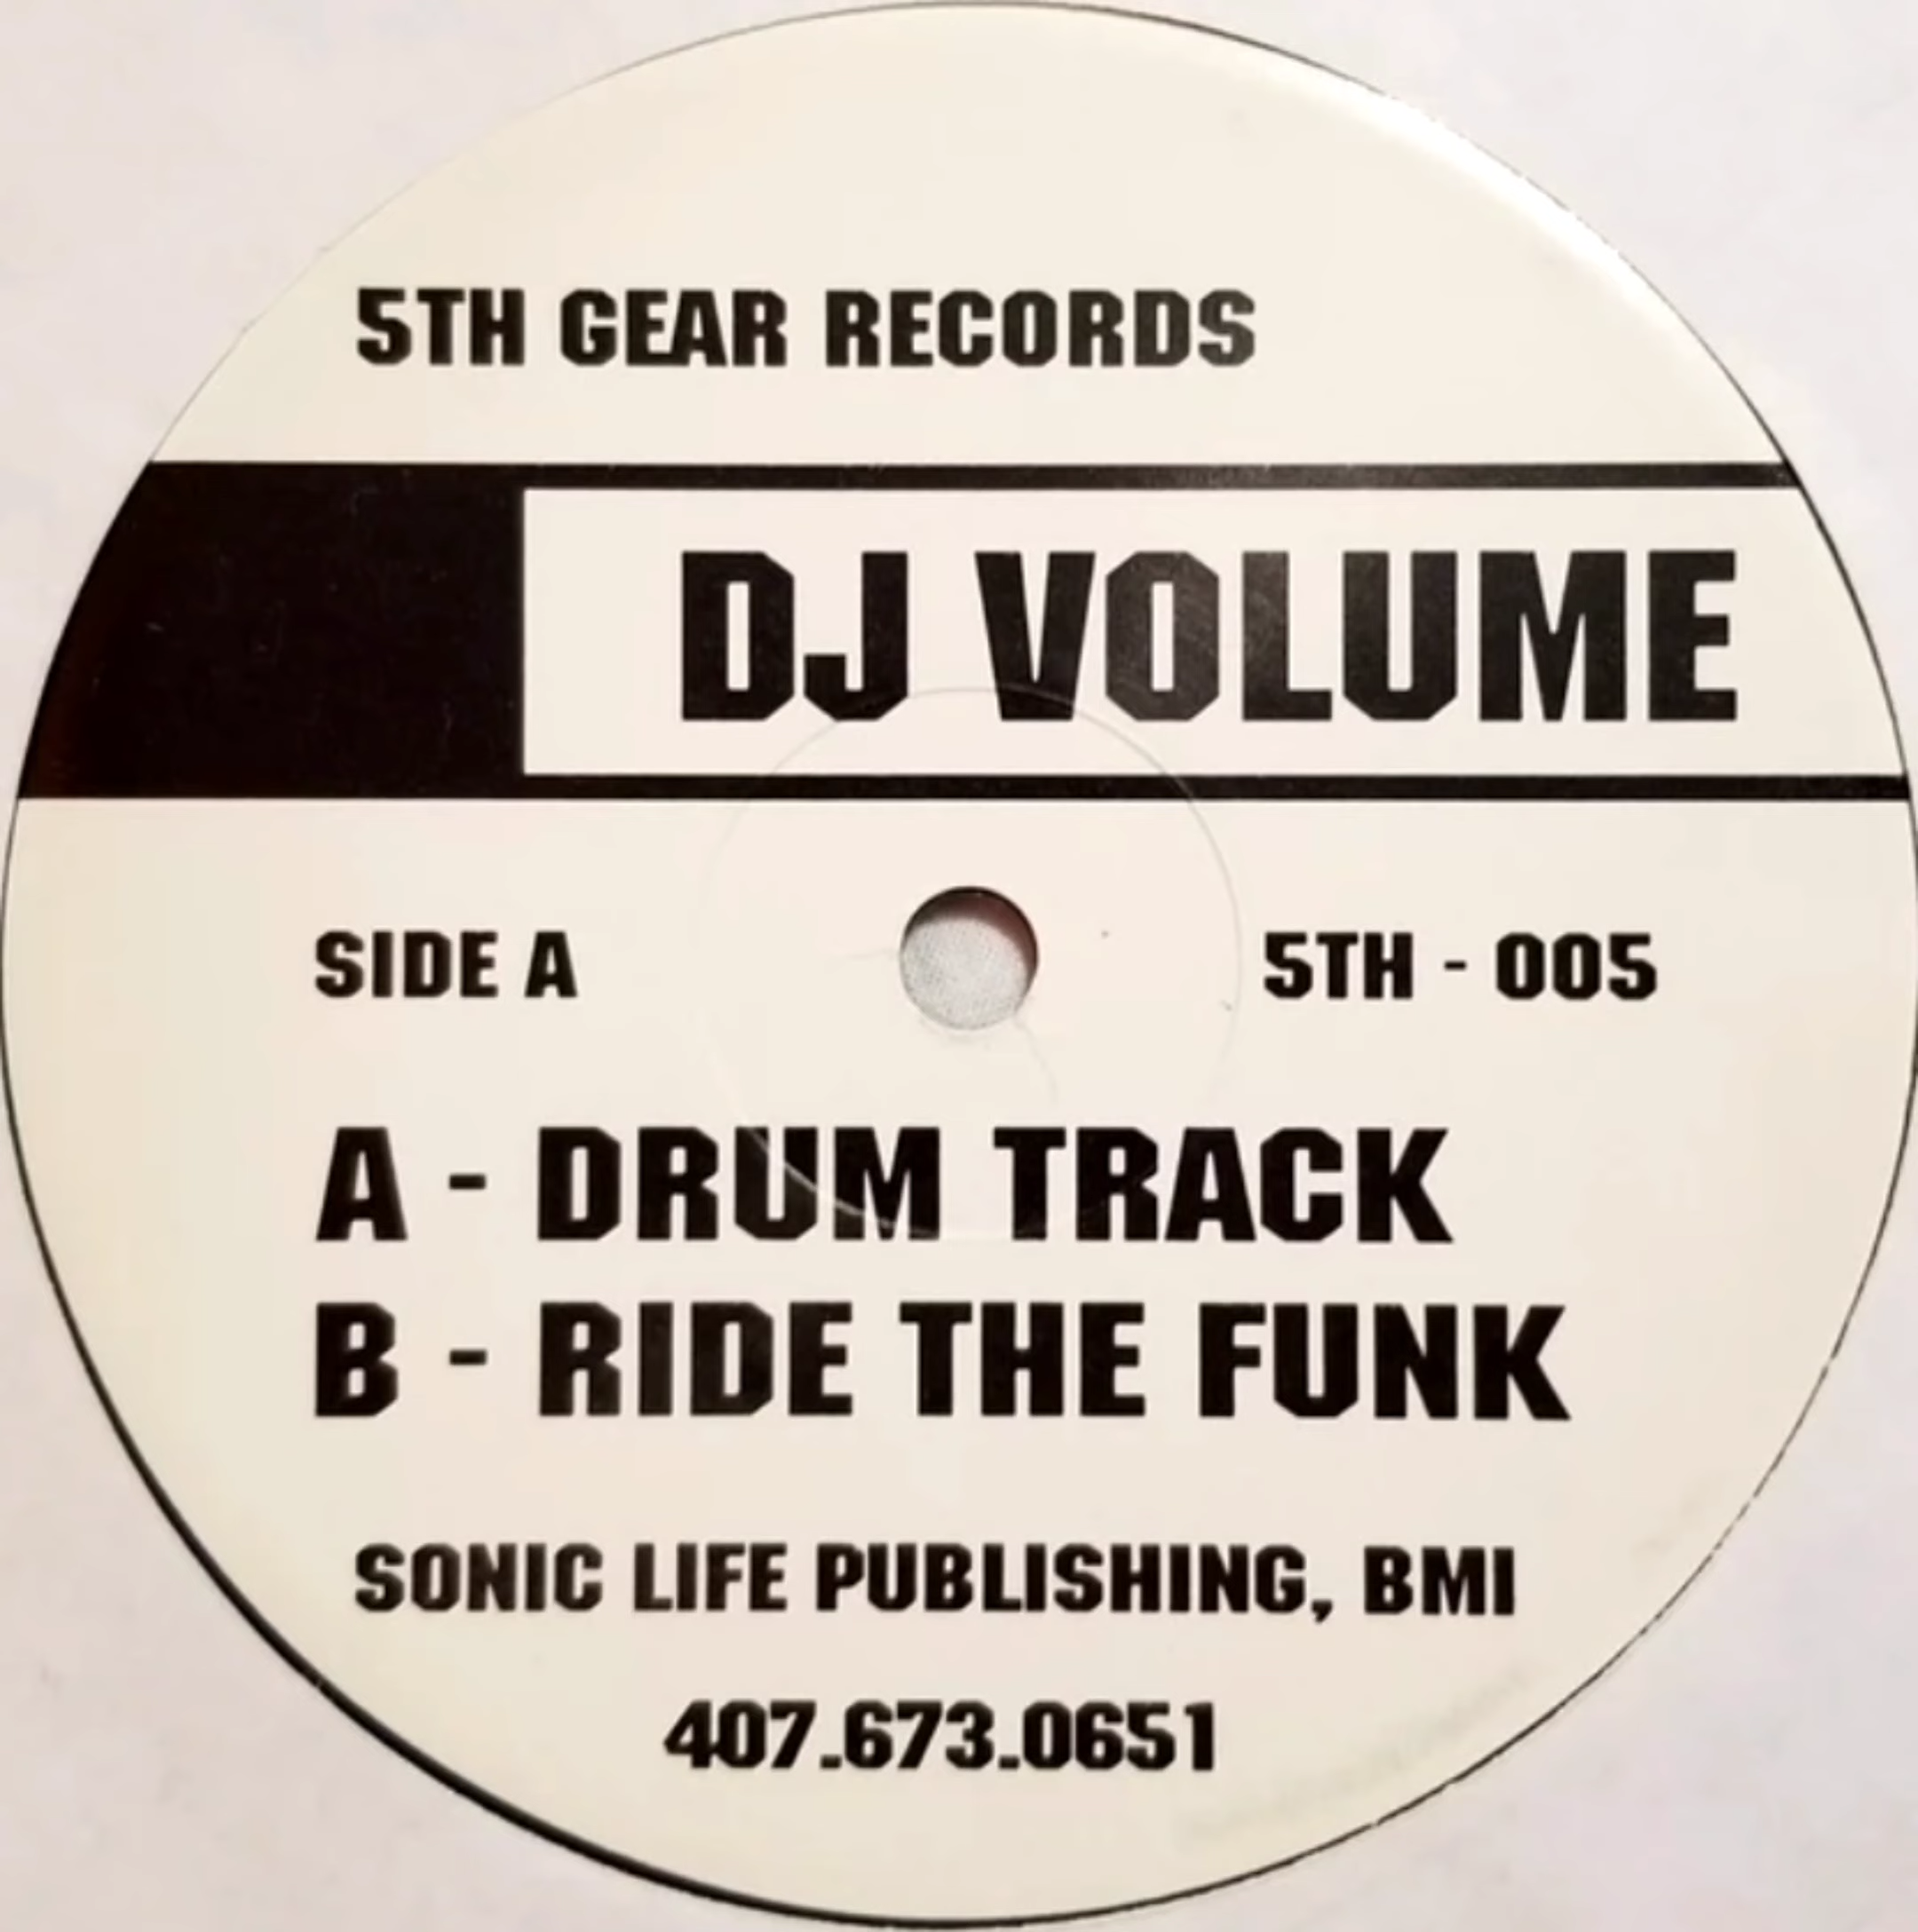 5TH GEAR RECORDS
DJ VOLUME
SIDE A
5TH - 005
A - DRUM TRACK
B - RIDE THE FUNK
SONIC LIFE PUBLISHING, BMI
407.673.0651